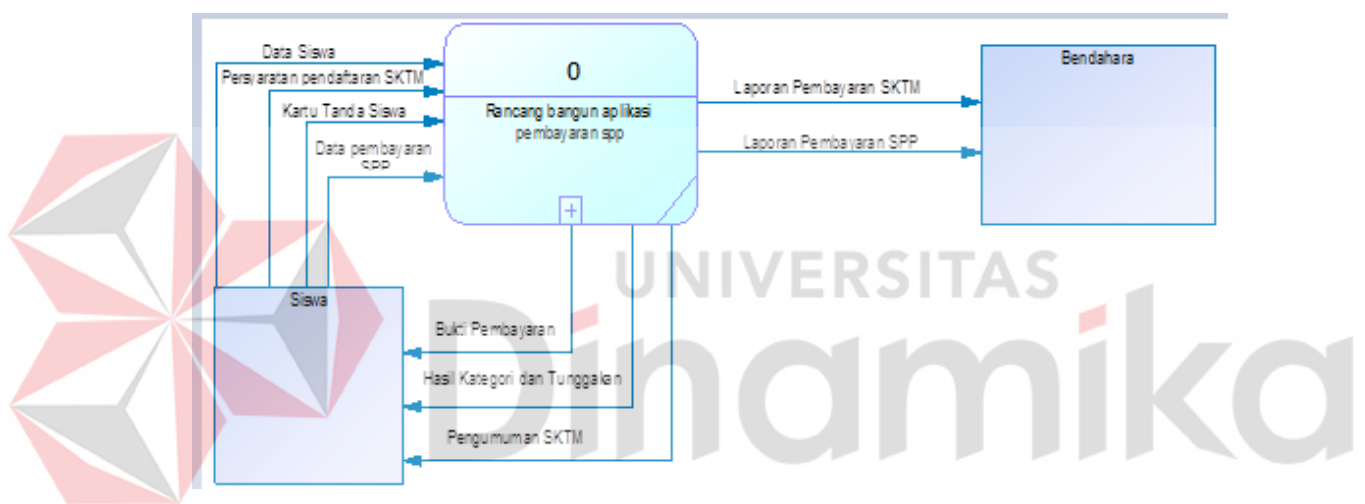 Data Siswa
Persyaratan pendaftaran SKTM
Kartu Tanda Siswa
Data pembayaran
SPP
0
Rancang bangun aplikasi
pembayaran spp
+
Laporan Pembayaran SKTM
Laporan Pembayaran SPP
Bendahara
Siswa
Bukti Pembayaran
Hasil Kategori dan Tunggakan
Pengumuman SKTM
UNIVERSITAS
Dinamika